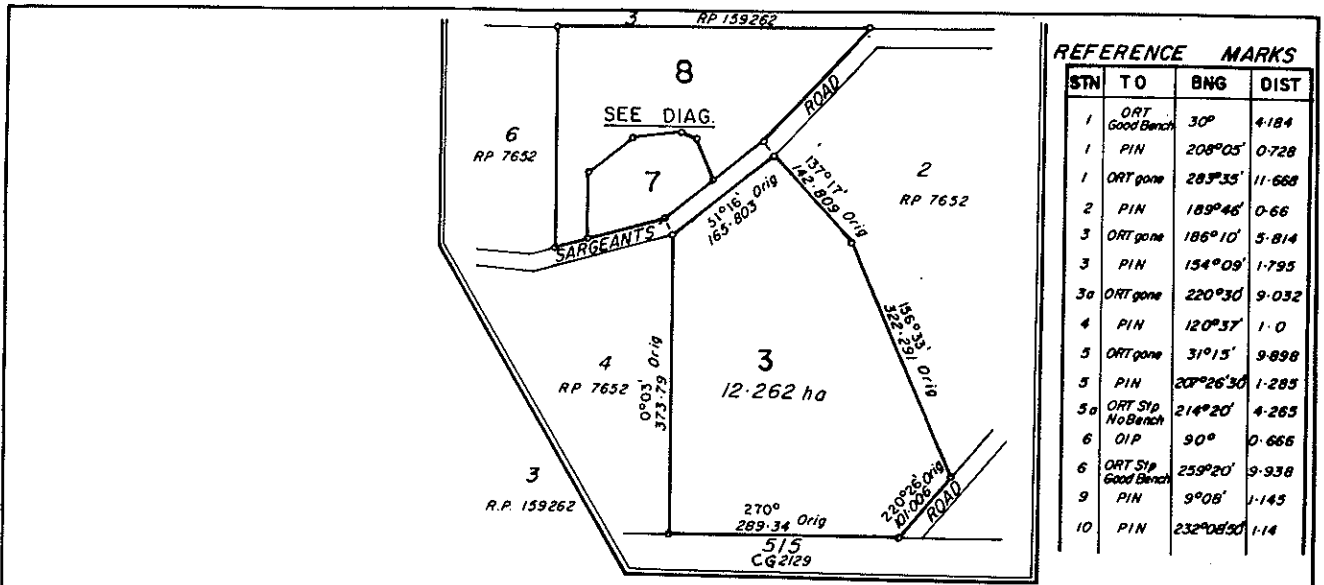 3 RP 159262
8
SEE DIAG.
ROAD
6
RP 7652
7
2
RP 7652
SARGEANTS
51°16' Orig
165·803
137°17'
142·809 Orig
156°33'
322·291 Orig
4
RP 7652
0°03'
373·79 Orig
3
12·262 ha
3
R.P. 159262
220°26' Orig
101·006
ROAD
270°
289·34 Orig
515
CG2129
REFERENCE MARKS
STN TO BNG DIST
1 ORT Good Bench 30° 4·184
1 PIN 208°05' 0·728
1 ORT gone 283°35' 11·668
2 PIN 189°46' 0·66
3 ORT gone 186°10' 5·814
3 PIN 154°09' 1·795
3a ORT gone 220°30' 9·032
4 PIN 120°37' 1·0
5 ORT gone 31°15' 9·898
5 PIN 207°26'30" 1·285
5a ORT Stp No Bench 214°20' 4·265
6 OIP 90° 0·666
6 ORT Stp Good Bench 259°20' 9·938
9 PIN 9°08' 1·145
10 PIN 232°08'50" 1·14